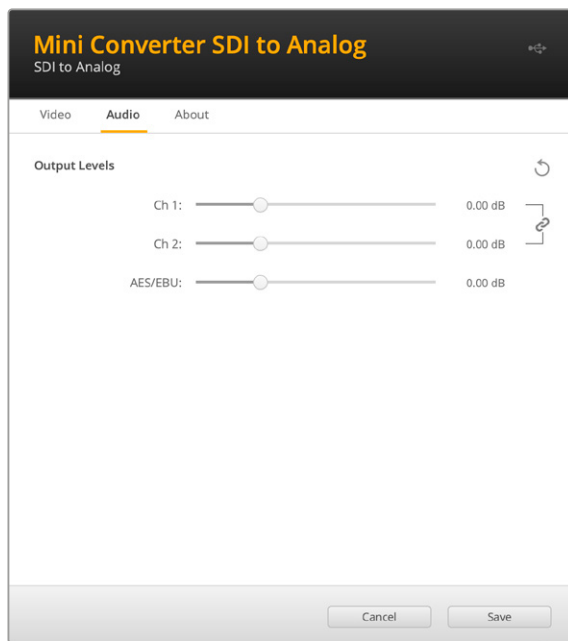 Mini Converter SDI to Analog
SDI to Analog
Video Audio About
Output Levels
Ch 1: 0.00 dB
Ch 2: 0.00 dB
AES/EBU: 0.00 dB
Cancel Save